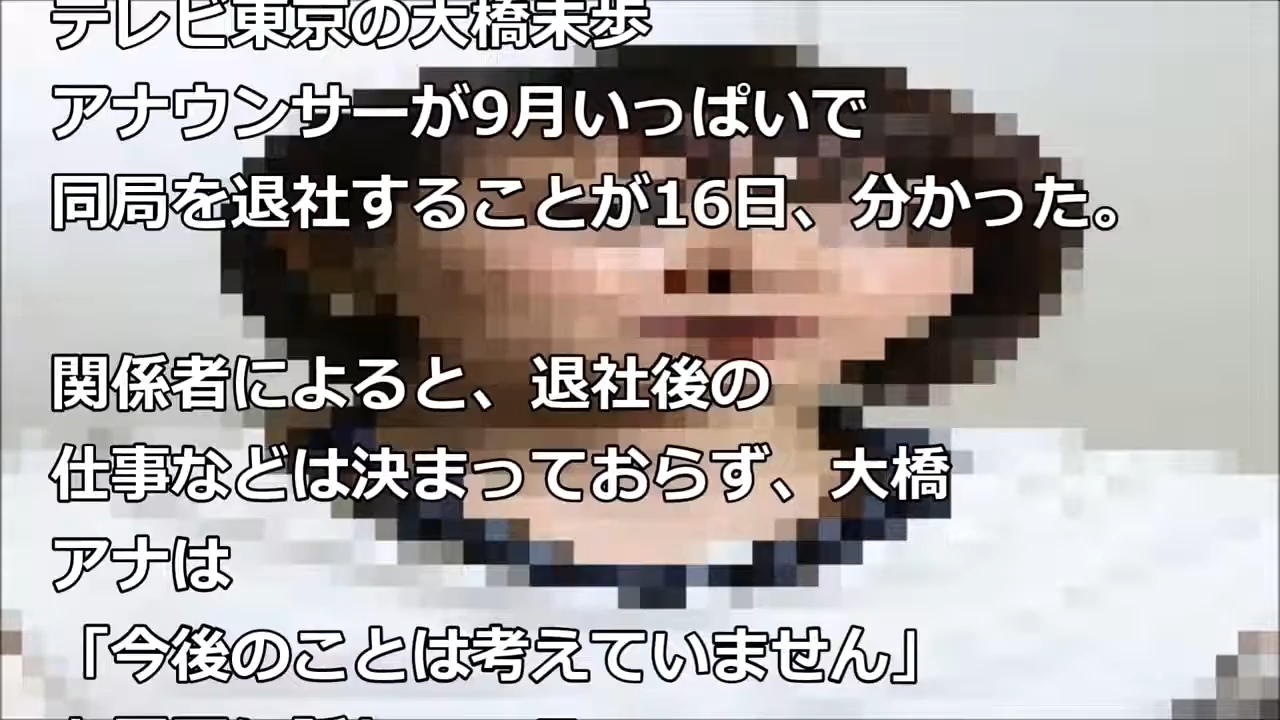 テレビ東京の大橋未歩
アナウンサーが9月いっぱいで
同局を退社することが16日、分かった。
関係者によると、退社後の
仕事などは決まっておらず、大橋
アナは
「今後のことは考えていません」